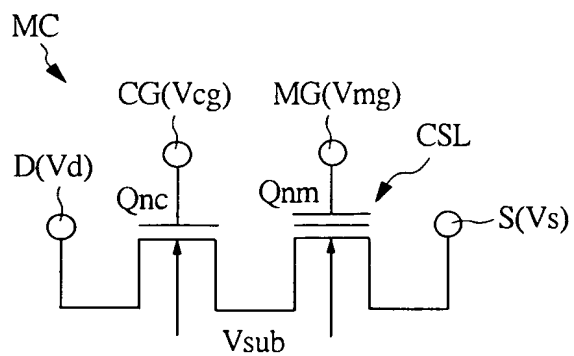 MC
CG(Vcg)
MG(Vmg)
CSL
D(Vd)
Qnc
Qnm
S(Vs)
Vsub